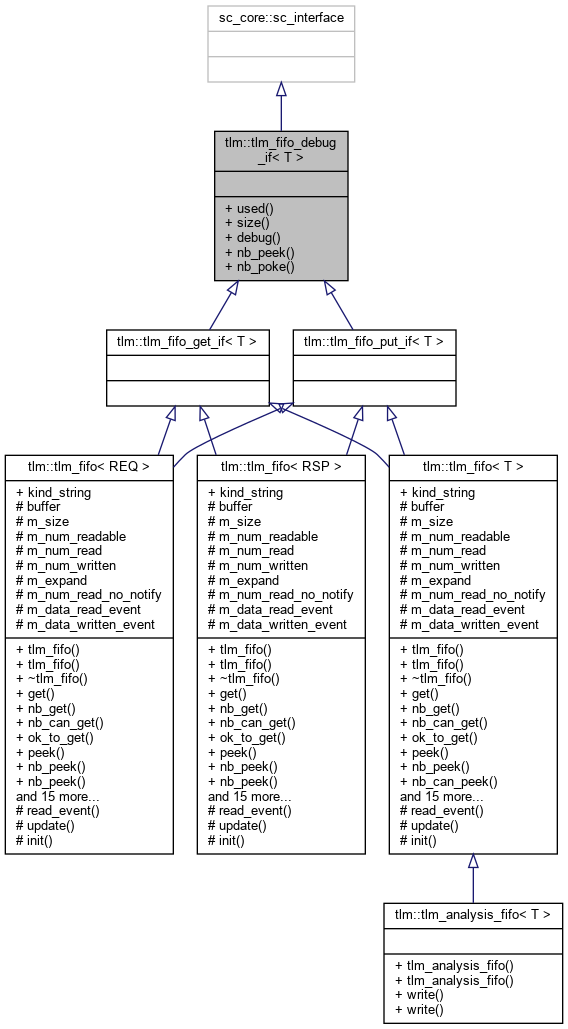 sc_core::sc_interface
tlm::tlm_fifo_debug
_if< T >
+ used()
+ size()
+ debug()
+ nb_peek()
+ nb_poke()
tlm::tlm_fifo_get_if< T >
tlm::tlm_fifo_put_if< T >
tlm::tlm_fifo< REQ >
+ kind_string
# buffer
# m_size
# m_num_readable
# m_num_read
# m_num_written
# m_expand
# m_num_read_no_notify
# m_data_read_event
# m_data_written_event
+ tlm_fifo()
+ tlm_fifo()
+ ~tlm_fifo()
+ get()
+ nb_get()
+ nb_can_get()
+ ok_to_get()
+ peek()
+ nb_peek()
+ nb_peek()
and 15 more...
# read_event()
# update()
# init()
tlm::tlm_fifo< RSP >
+ kind_string
# buffer
# m_size
# m_num_readable
# m_num_read
# m_num_written
# m_expand
# m_num_read_no_notify
# m_data_read_event
# m_data_written_event
+ tlm_fifo()
+ tlm_fifo()
+ ~tlm_fifo()
+ get()
+ nb_get()
+ nb_can_get()
+ ok_to_get()
+ peek()
+ nb_peek()
+ nb_peek()
and 15 more...
# read_event()
# update()
# init()
tlm::tlm_fifo< T >
+ kind_string
# buffer
# m_size
# m_num_readable
# m_num_read
# m_num_written
# m_expand
# m_num_read_no_notify
# m_data_read_event
# m_data_written_event
+ tlm_fifo()
+ tlm_fifo()
+ ~tlm_fifo()
+ get()
+ nb_get()
+ nb_can_get()
+ ok_to_get()
+ peek()
+ nb_peek()
+ nb_can_peek()
and 15 more...
# read_event()
# update()
# init()
tlm::tlm_analysis_fifo< T >
+ tlm_analysis_fifo()
+ tlm_analysis_fifo()
+ write()
+ write()